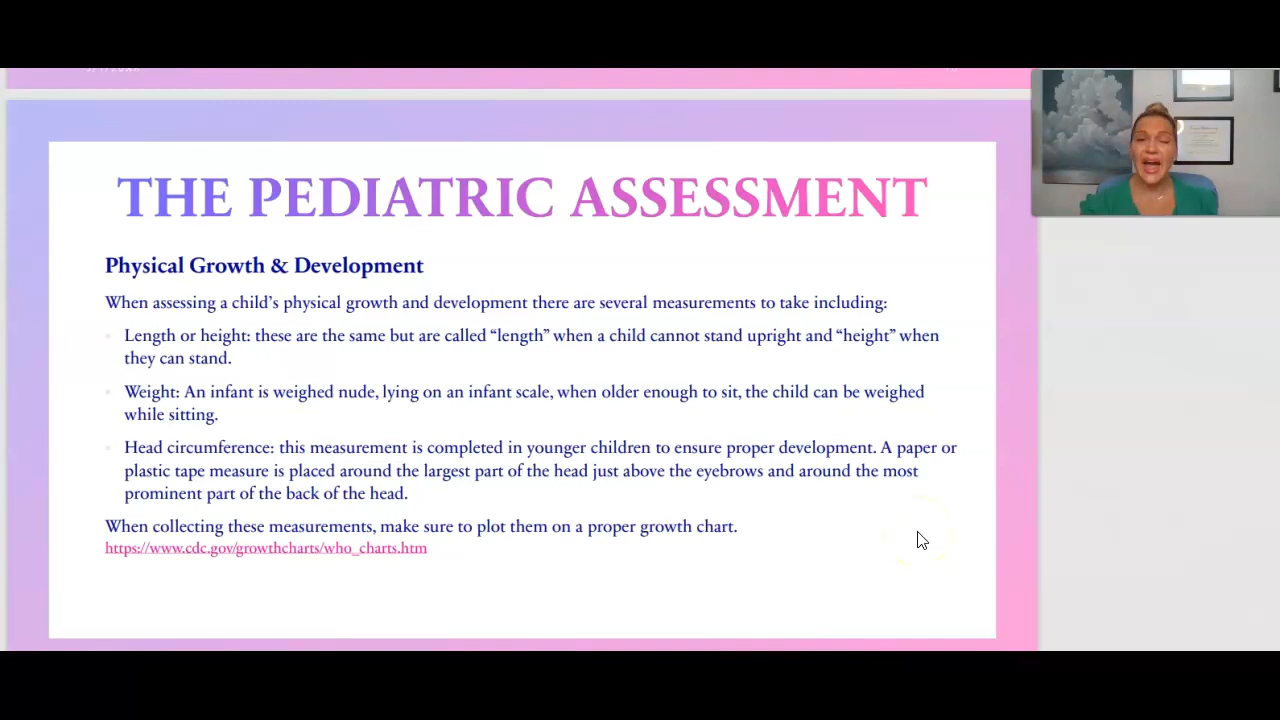 THE PEDIATRIC ASSESSMENT
Physical Growth & Development
When assessing a child's physical growth and development there are several measurements to take including:
Length or height: these are the same but are called “length” when a child cannot stand upright and “height” when
they can stand.
Weight: An infant is weighed nude, lying on an infant scale, when older enough to sit, the child can be weighed
while sitting.
Head circumference: this measurement is completed in younger children to ensure proper development. A paper or
plastic tape measure is placed around the largest part of the head just above the eyebrows and around the most
prominent part of the back of the head.
When collecting these measurements, make sure to plot them on a proper growth chart.
https://www.cdc.gov/growthcharts/who_charts.htm